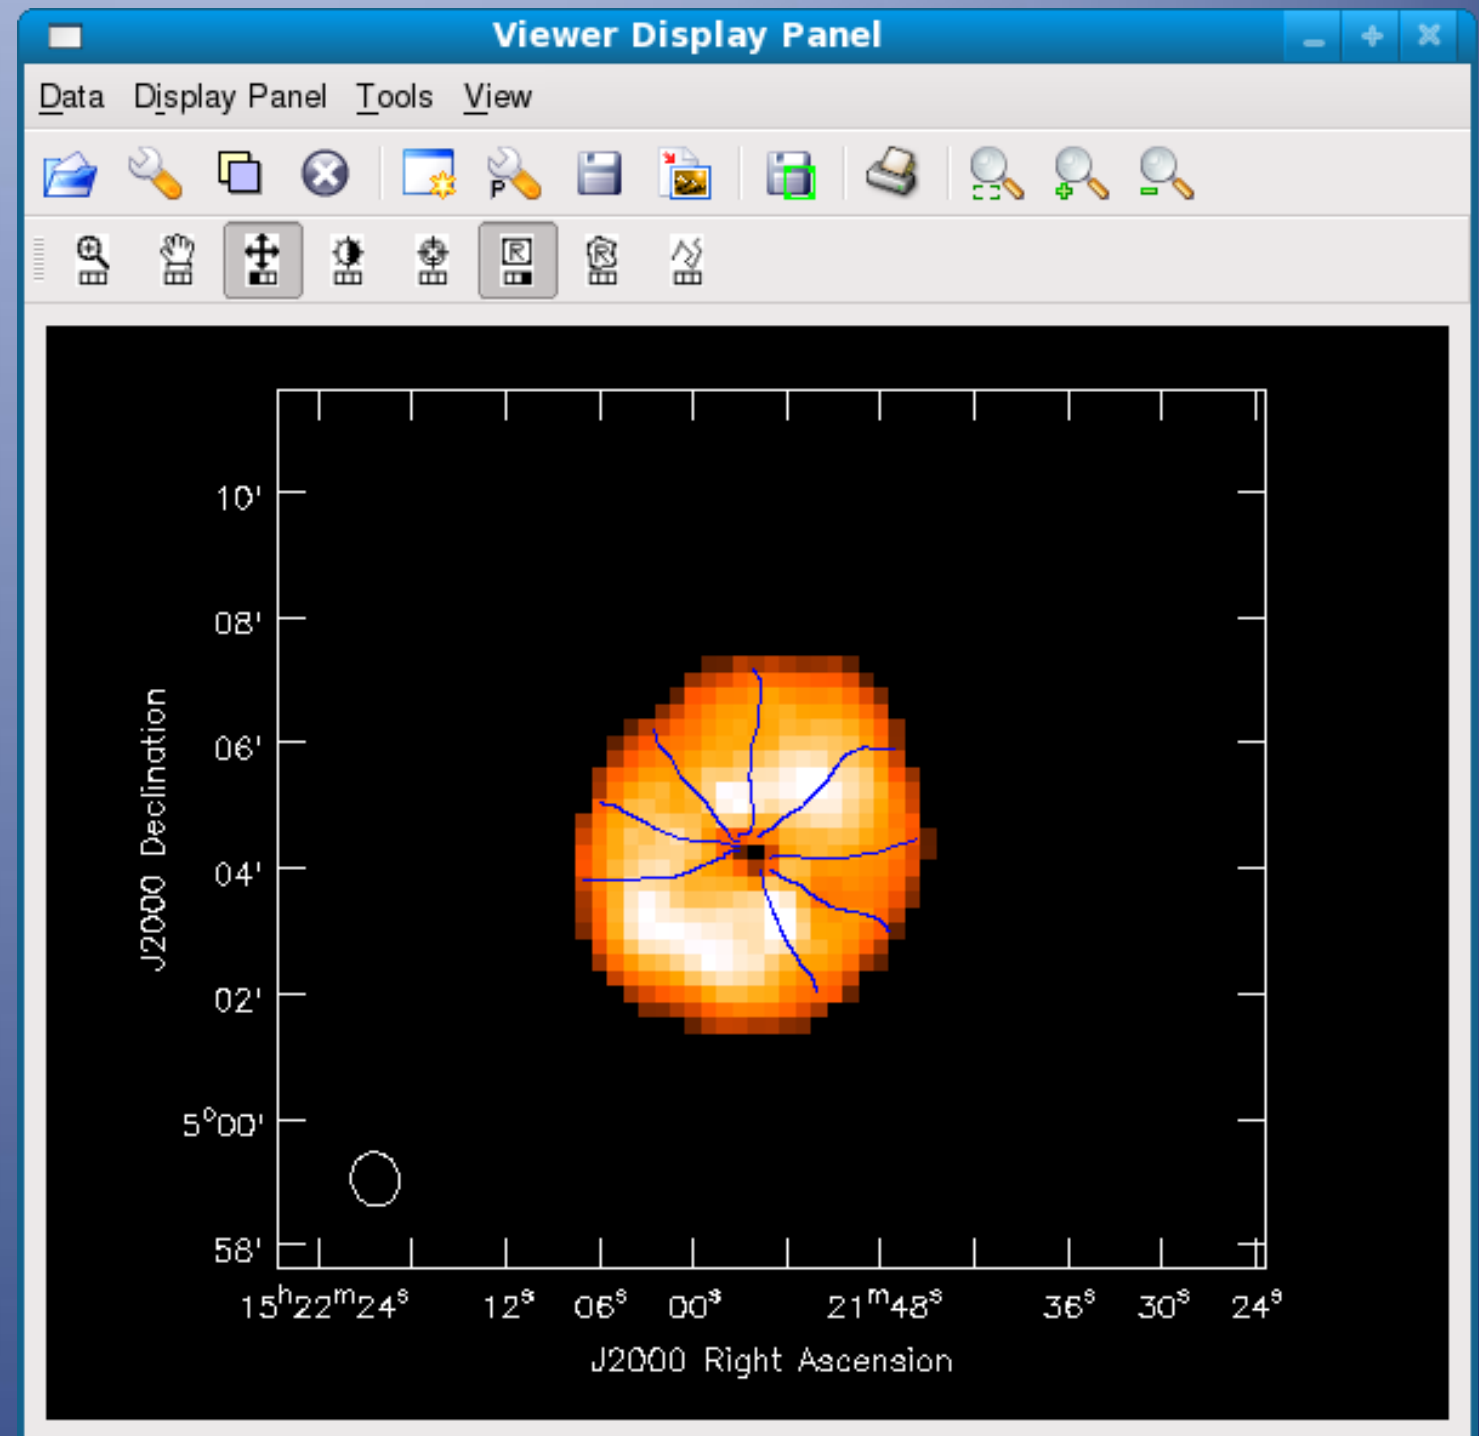 Viewer Display Panel
Data Display Panel Tools View
P
R R
10'
08'
06'
04'
02'
5°00'
58'
J2000 Declination
15ʰ22ᵐ24ˢ 12ˢ 06ˢ 00ˢ 21ᵐ48ˢ 36ˢ 30ˢ 24ˢ
J2000 Right Ascension